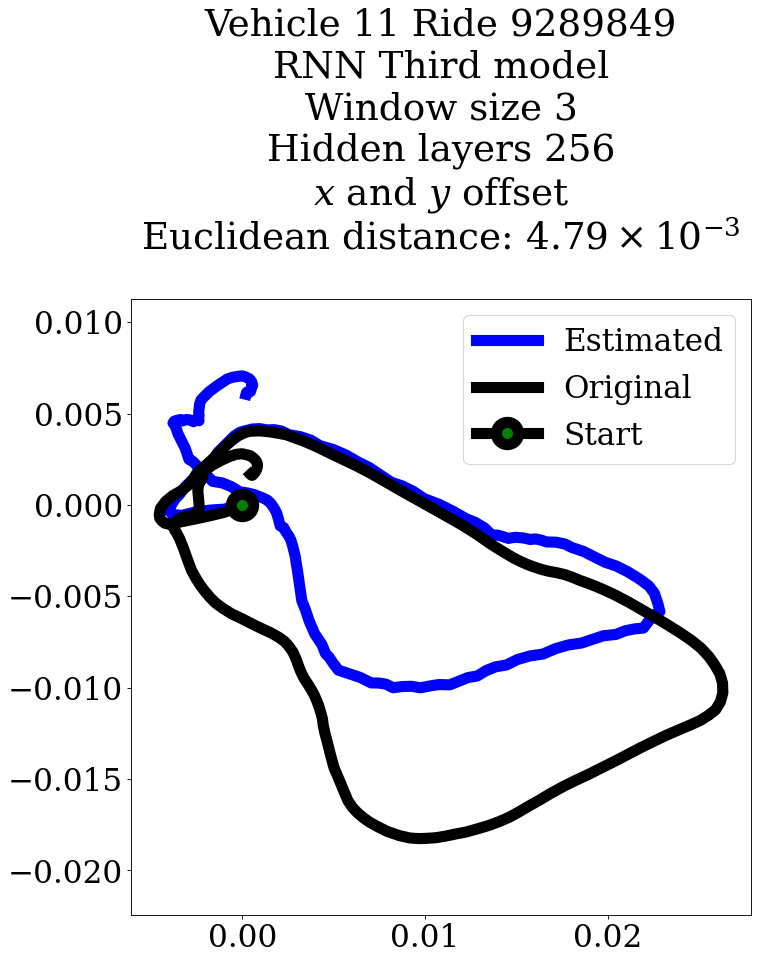 Vehicle 11 Ride 9289849
RNN Third model
Window size 3
Hidden layers 256
x and y offset
Euclidean distance: 4.79 × 10⁻³
Estimated
Original
Start
0.010
0.005
0.000
−0.005
−0.010
−0.015
−0.020
0.00 0.01 0.02